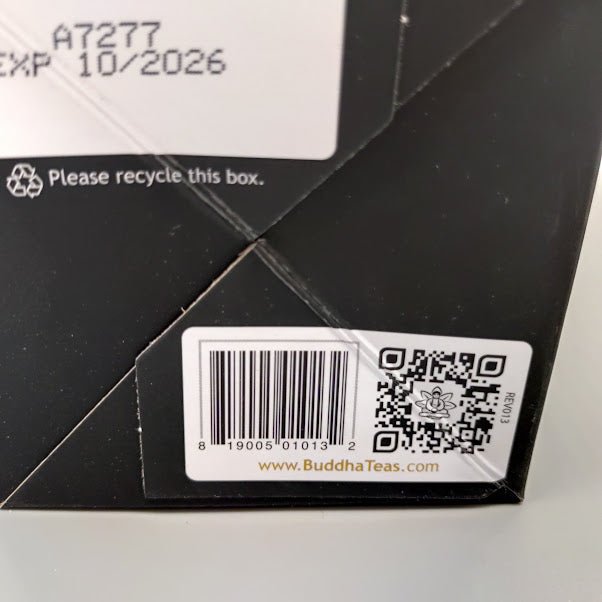 A7277
EXP 10/2026
Please recycle this box.
8 19005 01013 2
REV013
www.BuddhaTeas.com